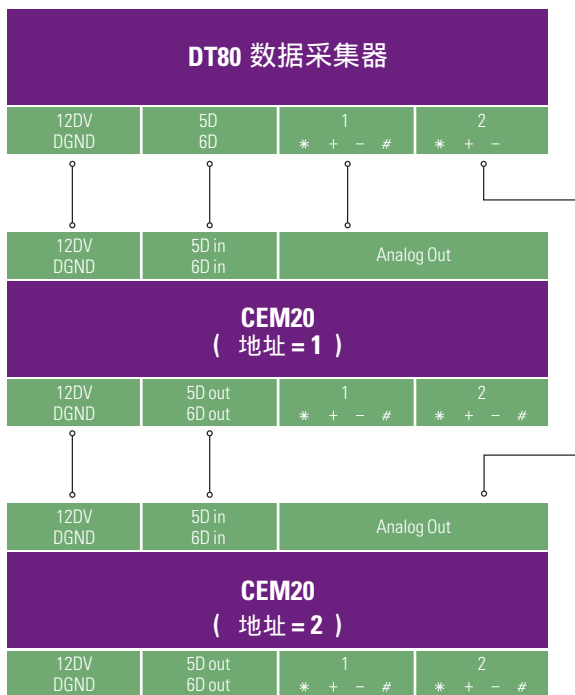 DT80 数据采集器
12DV 5D 1 2
DGND 6D * + − # * + −
12DV 5D in Analog Out
DGND 6D in
CEM20
( 地址 = 1 )
12DV 5D out 1 2
DGND 6D out * + − # * + − #
12DV 5D in Analog Out
DGND 6D in
CEM20
( 地址 = 2 )
12DV 5D out 1 2
DGND 6D out * + − # * + − #